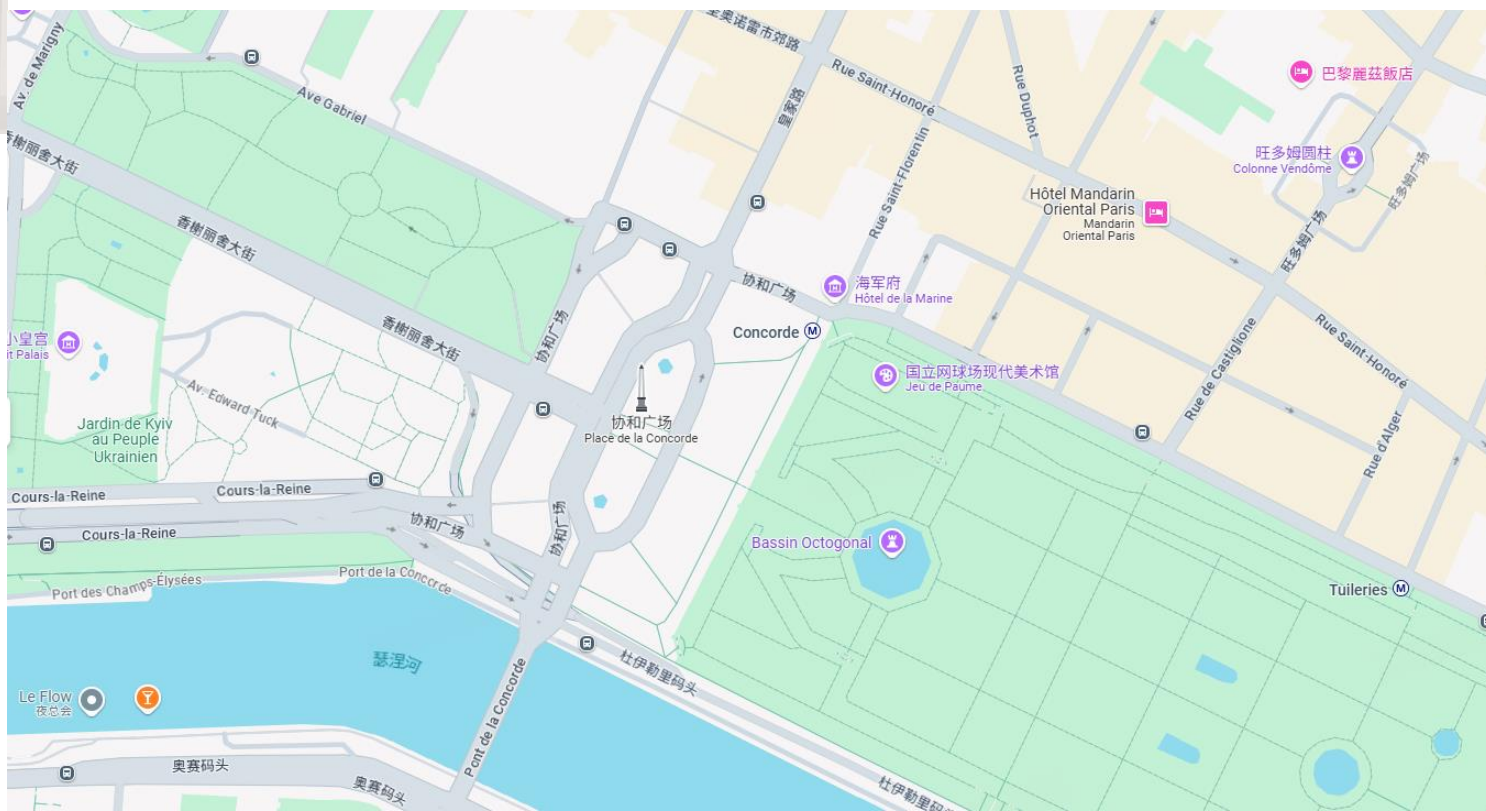 圣奥诺雷市郊路
Av. de Marigny
Ave Gabriel
皇家路
Rue Saint-Honoré
Rue Duphot
巴黎麗茲飯店
香榭丽舍大街
旺多姆圆柱
Colonne Vendôme
旺多姆广场
Rue Saint-Florentin
Hôtel Mandarin
Oriental Paris
Mandarin
Oriental Paris
香榭丽舍大街
旺多姆广场
协和广场
海军府
Hôtel de la Marine
小皇宫
it Palais
香榭丽舍大街
协和广场
Concorde M
国立网球场现代美术馆
Jeu de Paume
Rue de Castiglione
Rue Saint-Honoré
Av. Edward Tuck
协和广场
Place de la Concorde
Jardin de Kyiv
au Peuple
Ukrainien
Rue d'Alger
Cours-la-Reine
Cours-la-Reine
协和广场
协和广场
Cours-la-Reine
Bassin Octogonal
Port des Champs-Élysées
Port de la Concorde
Tuileries M
瑟涅河
杜伊勒里码头
Le Flow
夜总会
Pont de la Concorde
奥赛码头
奥赛码头
杜伊勒里码